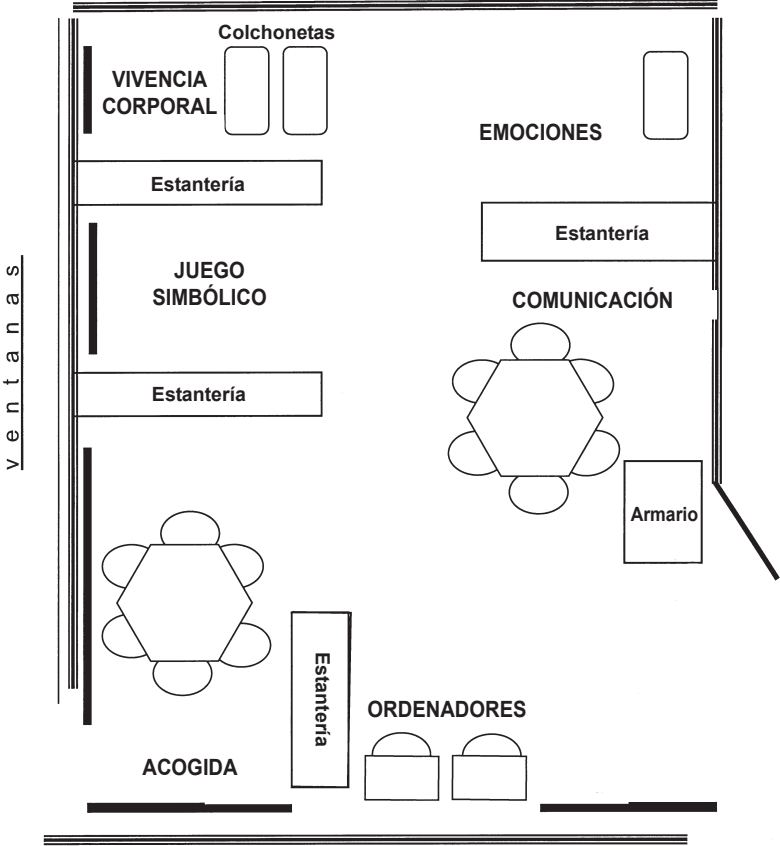 Colchonetas
VIVENCIA
CORPORAL
EMOCIONES
Estantería
Estantería
JUEGO
SIMBÓLICO
COMUNICACIÓN
ventanas
Estantería
Armario
Estantería
ORDENADORES
ACOGIDA